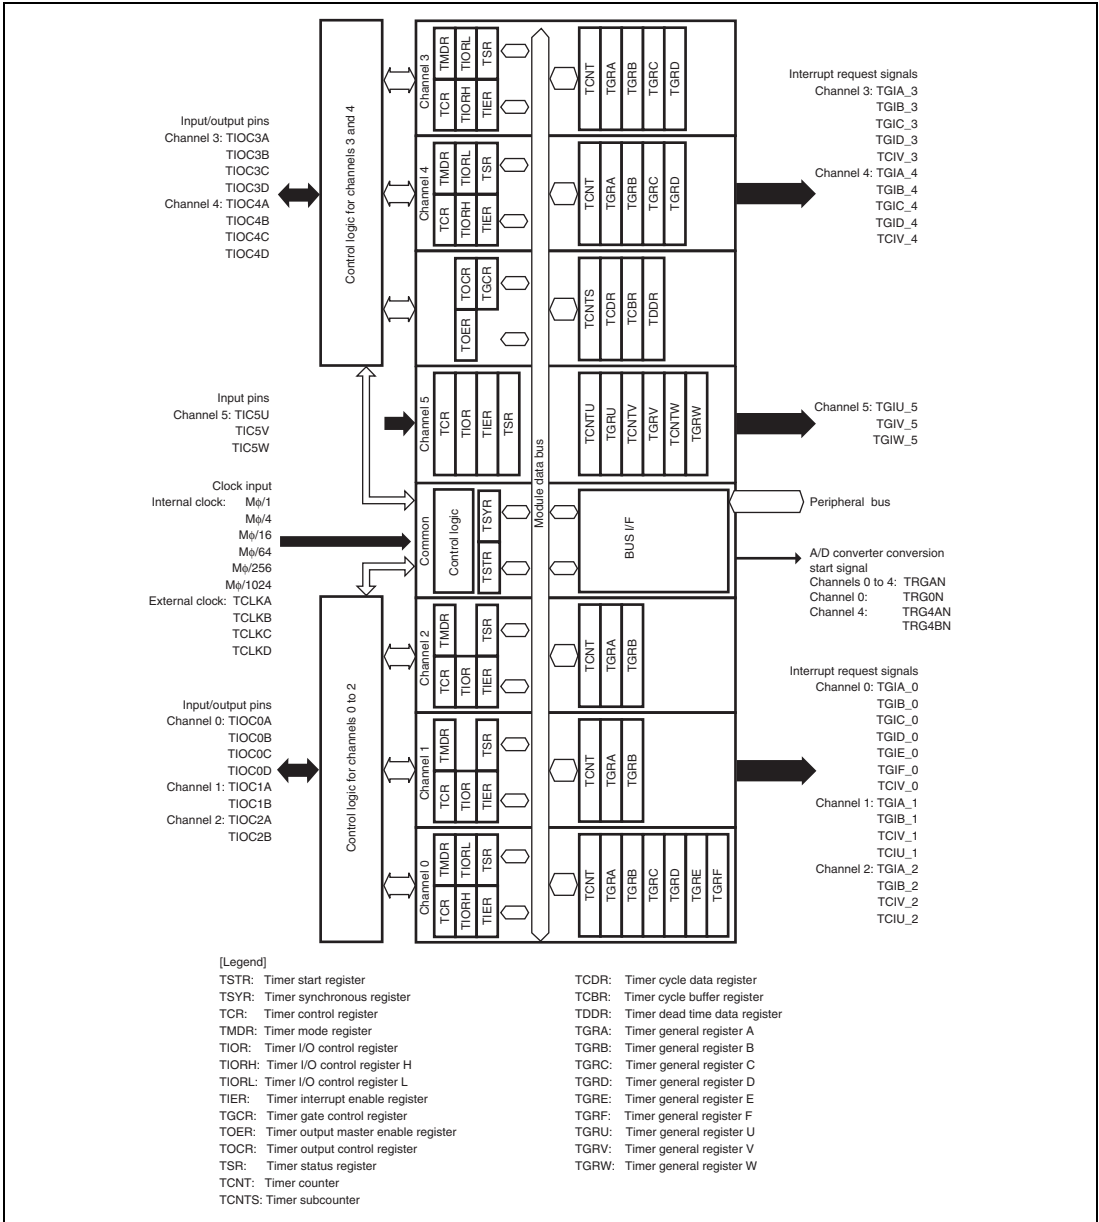 Input/output pins
Channel 3: TIOC3A
TIOC3B
TIOC3C
TIOC3D
Channel 4: TIOC4A
TIOC4B
TIOC4C
TIOC4D
Input pins
Channel 5: TIC5U
TIC5V
TIC5W
Clock input
Internal clock: Mφ/1
Mφ/4
Mφ/16
Mφ/64
Mφ/256
Mφ/1024
External clock: TCLKA
TCLKB
TCLKC
TCLKD
Input/output pins
Channel 0: TIOC0A
TIOC0B
TIOC0C
TIOC0D
Channel 1: TIOC1A
TIOC1B
Channel 2: TIOC2A
TIOC2B
Control logic for channels 3 and 4
Control logic for channels 0 to 2
Channel 3
TCR
TMDR
TIORH
TIORL
TIER
TSR
TCNT
TGRA
TGRB
TGRC
TGRD
Channel 4
TCR
TMDR
TIORH
TIORL
TIER
TSR
TCNT
TGRA
TGRB
TGRC
TGRD
TOER
TOCR
TGCR
TCNTS
TCDR
TCBR
TDDR
Channel 5
TCR
TIOR
TIER
TSR
TCNTU
TGRU
TCNTV
TGRV
TCNTW
TGRW
Module data bus
Common
Control logic
TSTR
TSYR
BUS I/F
Channel 2
TCR
TMDR
TIOR
TIER
TSR
TCNT
TGRA
TGRB
Channel 1
TCR
TMDR
TIOR
TIER
TSR
TCNT
TGRA
TGRB
Channel 0
TCR
TMDR
TIORH
TIORL
TIER
TSR
TCNT
TGRA
TGRB
TGRC
TGRD
TGRE
TGRF
Interrupt request signals
Channel 3: TGIA_3
TGIB_3
TGIC_3
TGID_3
TCIV_3
Channel 4: TGIA_4
TGIB_4
TGIC_4
TGID_4
TCIV_4
Channel 5: TGIU_5
TGIV_5
TGIW_5
Peripheral bus
A/D converter conversion
start signal
Channels 0 to 4: TRGAN
Channel 0: TRG0N
Channel 4: TRG4AN
TRG4BN
Interrupt request signals
Channel 0: TGIA_0
TGIB_0
TGIC_0
TGID_0
TGIE_0
TGIF_0
TCIV_0
Channel 1: TGIA_1
TGIB_1
TCIV_1
TCIU_1
Channel 2: TGIA_2
TGIB_2
TCIV_2
TCIU_2
[Legend]
TSTR: Timer start register
TSYR: Timer synchronous register
TCR: Timer control register
TMDR: Timer mode register
TIOR: Timer I/O control register
TIORH: Timer I/O control register H
TIORL: Timer I/O control register L
TIER: Timer interrupt enable register
TGCR: Timer gate control register
TOER: Timer output master enable register
TOCR: Timer output control register
TSR: Timer status register
TCNT: Timer counter
TCNTS: Timer subcounter
TCDR: Timer cycle data register
TCBR: Timer cycle buffer register
TDDR: Timer dead time data register
TGRA: Timer general register A
TGRB: Timer general register B
TGRC: Timer general register C
TGRD: Timer general register D
TGRE: Timer general register E
TGRF: Timer general register F
TGRU: Timer general register U
TGRV: Timer general register V
TGRW: Timer general register W